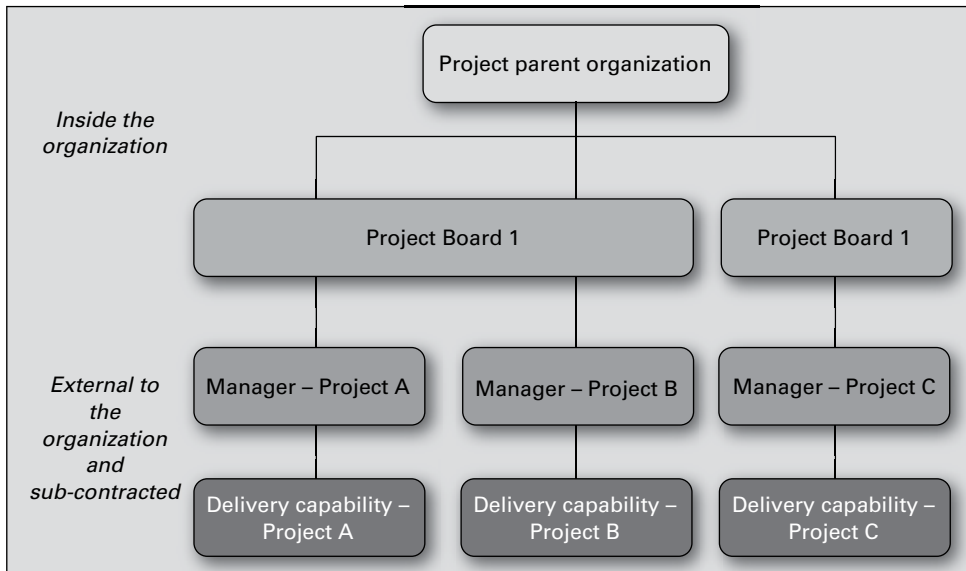 Project parent organization
Inside the
organization
Project Board 1
Project Board 1
Manager – Project A
Manager – Project B
Manager – Project C
External to
the
organization
and
sub-contracted
Delivery capability –
Project A
Delivery capability –
Project B
Delivery capability –
Project C